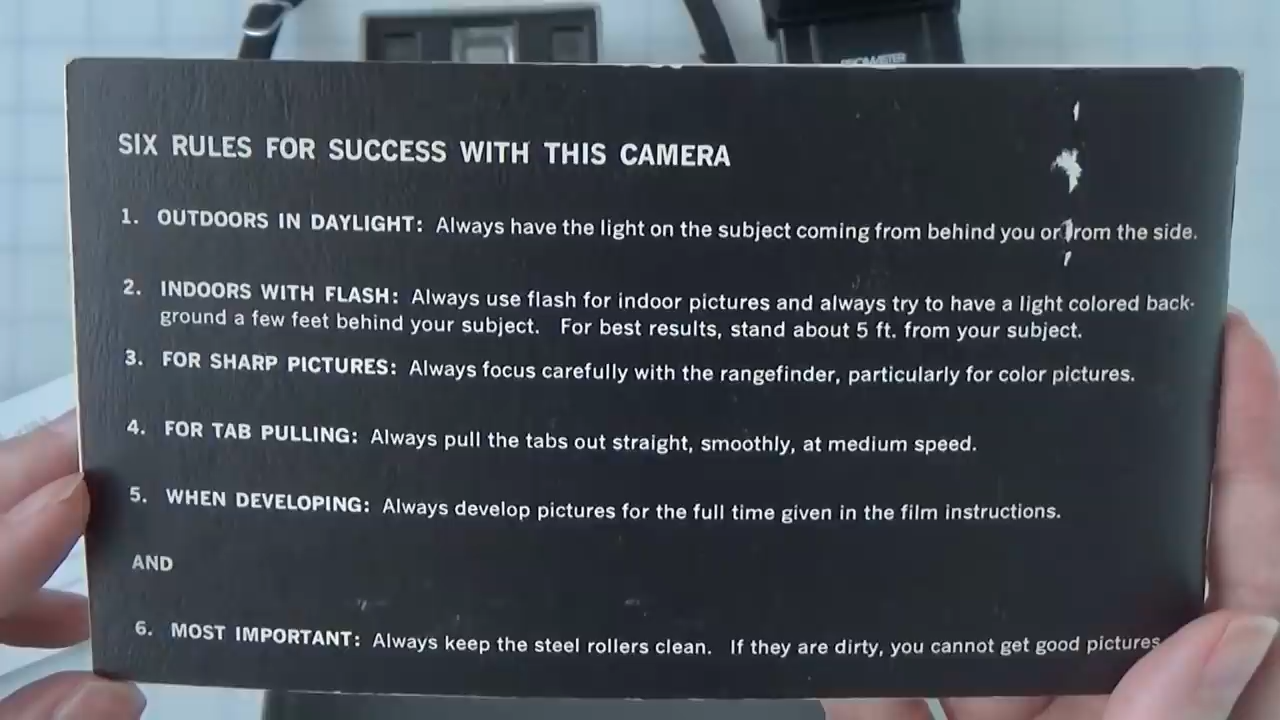 SIX RULES FOR SUCCESS WITH THIS CAMERA
1. OUTDOORS IN DAYLIGHT: Always have the light on the subject coming from behind you or from the side.
2. INDOORS WITH FLASH: Always use flash for indoor pictures and always try to have a light colored back-
ground a few feet behind your subject. For best results, stand about 5 ft. from your subject.
3. FOR SHARP PICTURES: Always focus carefully with the rangefinder, particularly for color pictures.
4. FOR TAB PULLING: Always pull the tabs out straight, smoothly, at medium speed.
5. WHEN DEVELOPING: Always develop pictures for the full time given in the film instructions.
AND
6. MOST IMPORTANT: Always keep the steel rollers clean. If they are dirty, you cannot get good pictures